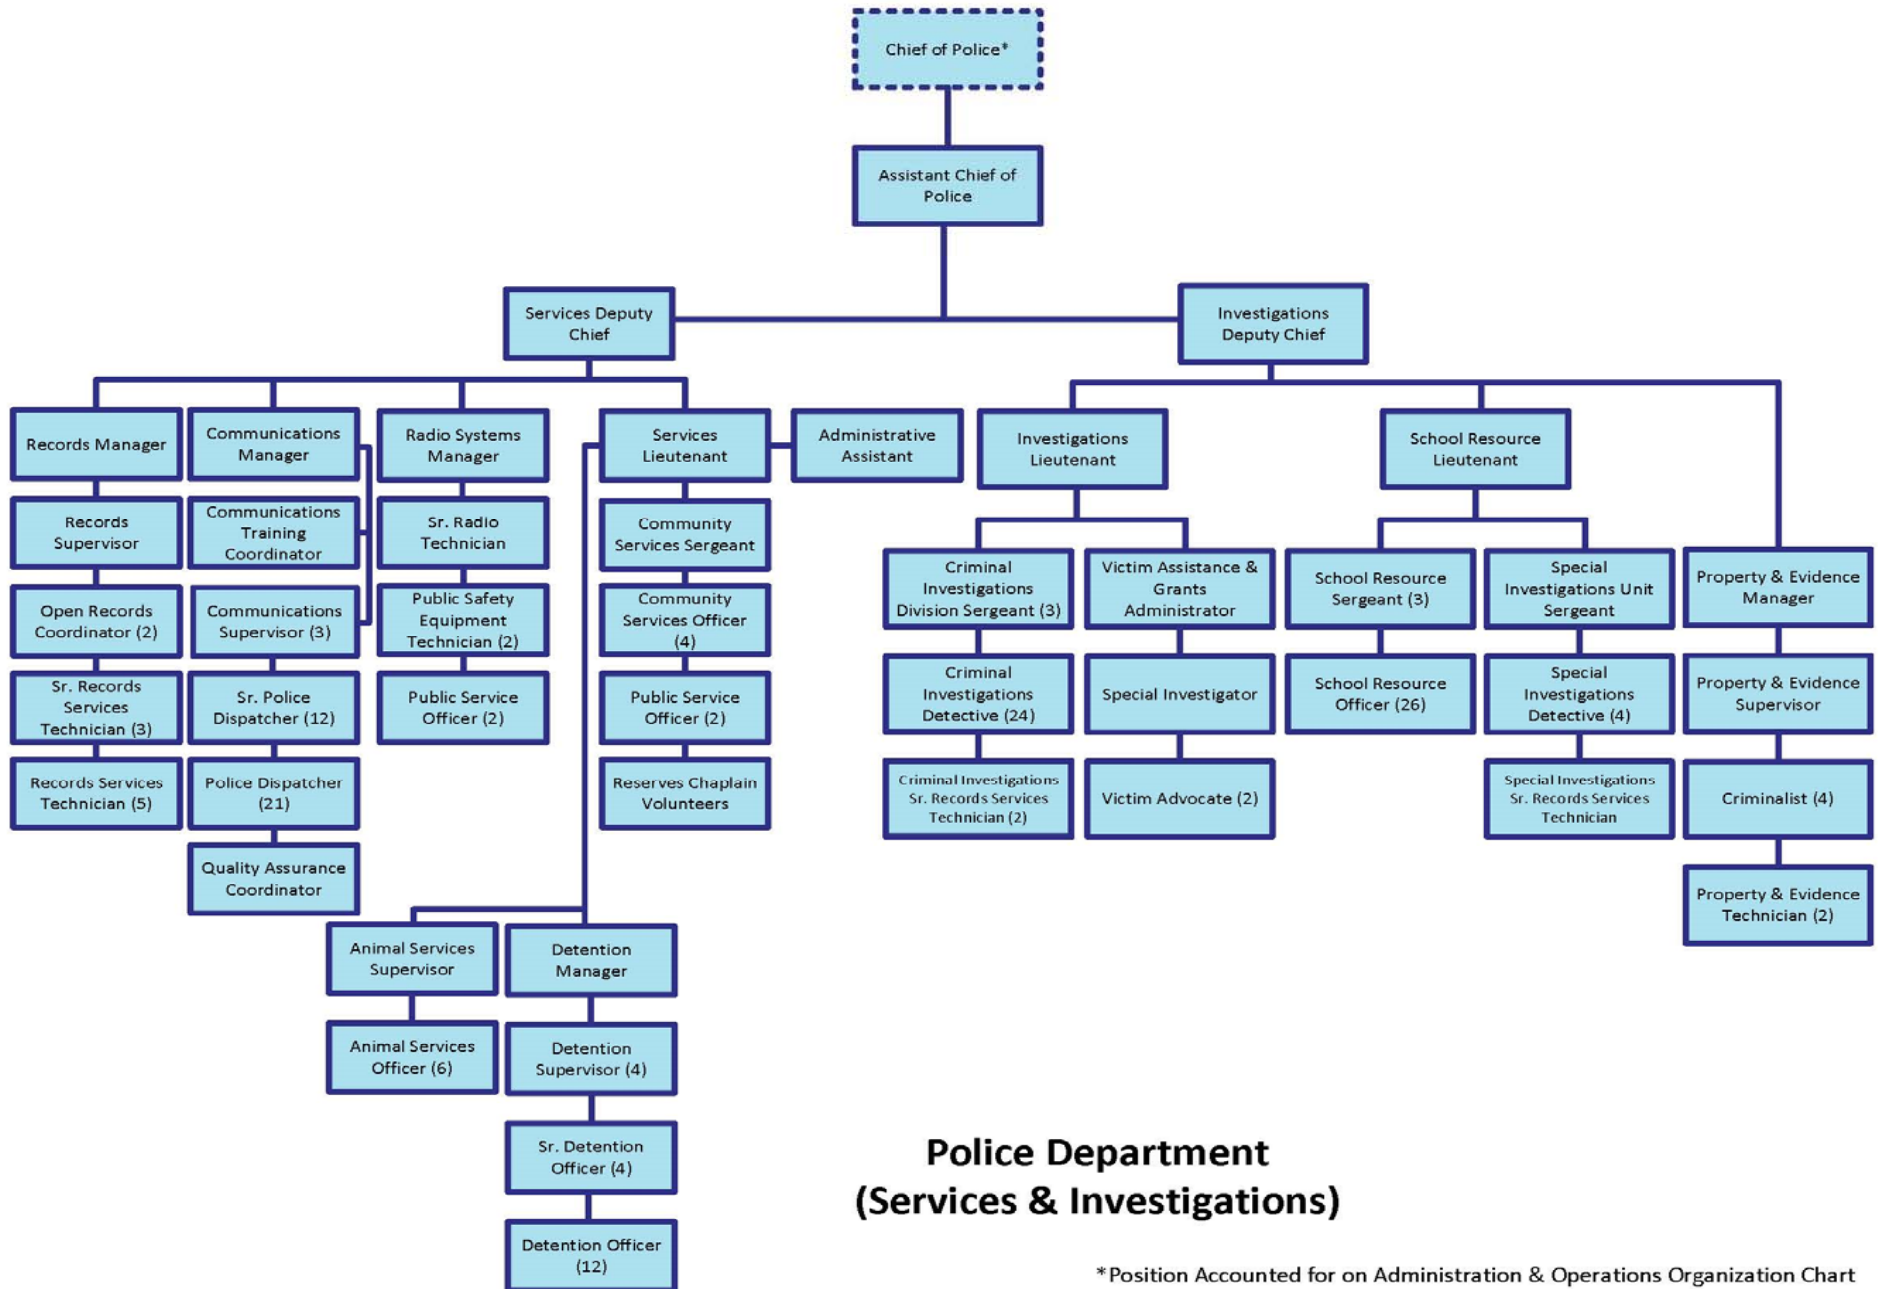 Chief of Police*
Assistant Chief of
Police
Services Deputy
Chief
Investigations
Deputy Chief
Records Manager
Communications
Manager
Radio Systems
Manager
Services
Lieutenant
Administrative
Assistant
Investigations
Lieutenant
School Resource
Lieutenant
Records
Supervisor
Communications
Training
Coordinator
Sr. Radio
Technician
Community
Services Sergeant
Criminal
Investigations
Division Sergeant (3)
Victim Assistance &
Grants
Administrator
School Resource
Sergeant (3)
Special
Investigations Unit
Sergeant
Property & Evidence
Manager
Open Records
Coordinator (2)
Communications
Supervisor (3)
Public Safety
Equipment
Technician (2)
Community
Services Officer
(4)
Sr. Records
Services
Technician (3)
Sr. Police
Dispatcher (12)
Public Service
Officer (2)
Public Service
Officer (2)
Criminal
Investigations
Detective (24)
Special Investigator
School Resource
Officer (26)
Special
Investigations
Detective (4)
Property & Evidence
Supervisor
Records Services
Technician (5)
Police Dispatcher
(21)
Reserves Chaplain
Volunteers
Criminal Investigations
Sr. Records Services
Technician (2)
Victim Advocate (2)
Special Investigations
Sr. Records Services
Technician
Criminalist (4)
Quality Assurance
Coordinator
Property & Evidence
Technician (2)
Animal Services
Supervisor
Detention
Manager
Animal Services
Officer (6)
Detention
Supervisor (4)
Sr. Detention
Officer (4)
Detention Officer
(12)
Police Department
(Services & Investigations)
*Position Accounted for on Administration & Operations Organization Chart